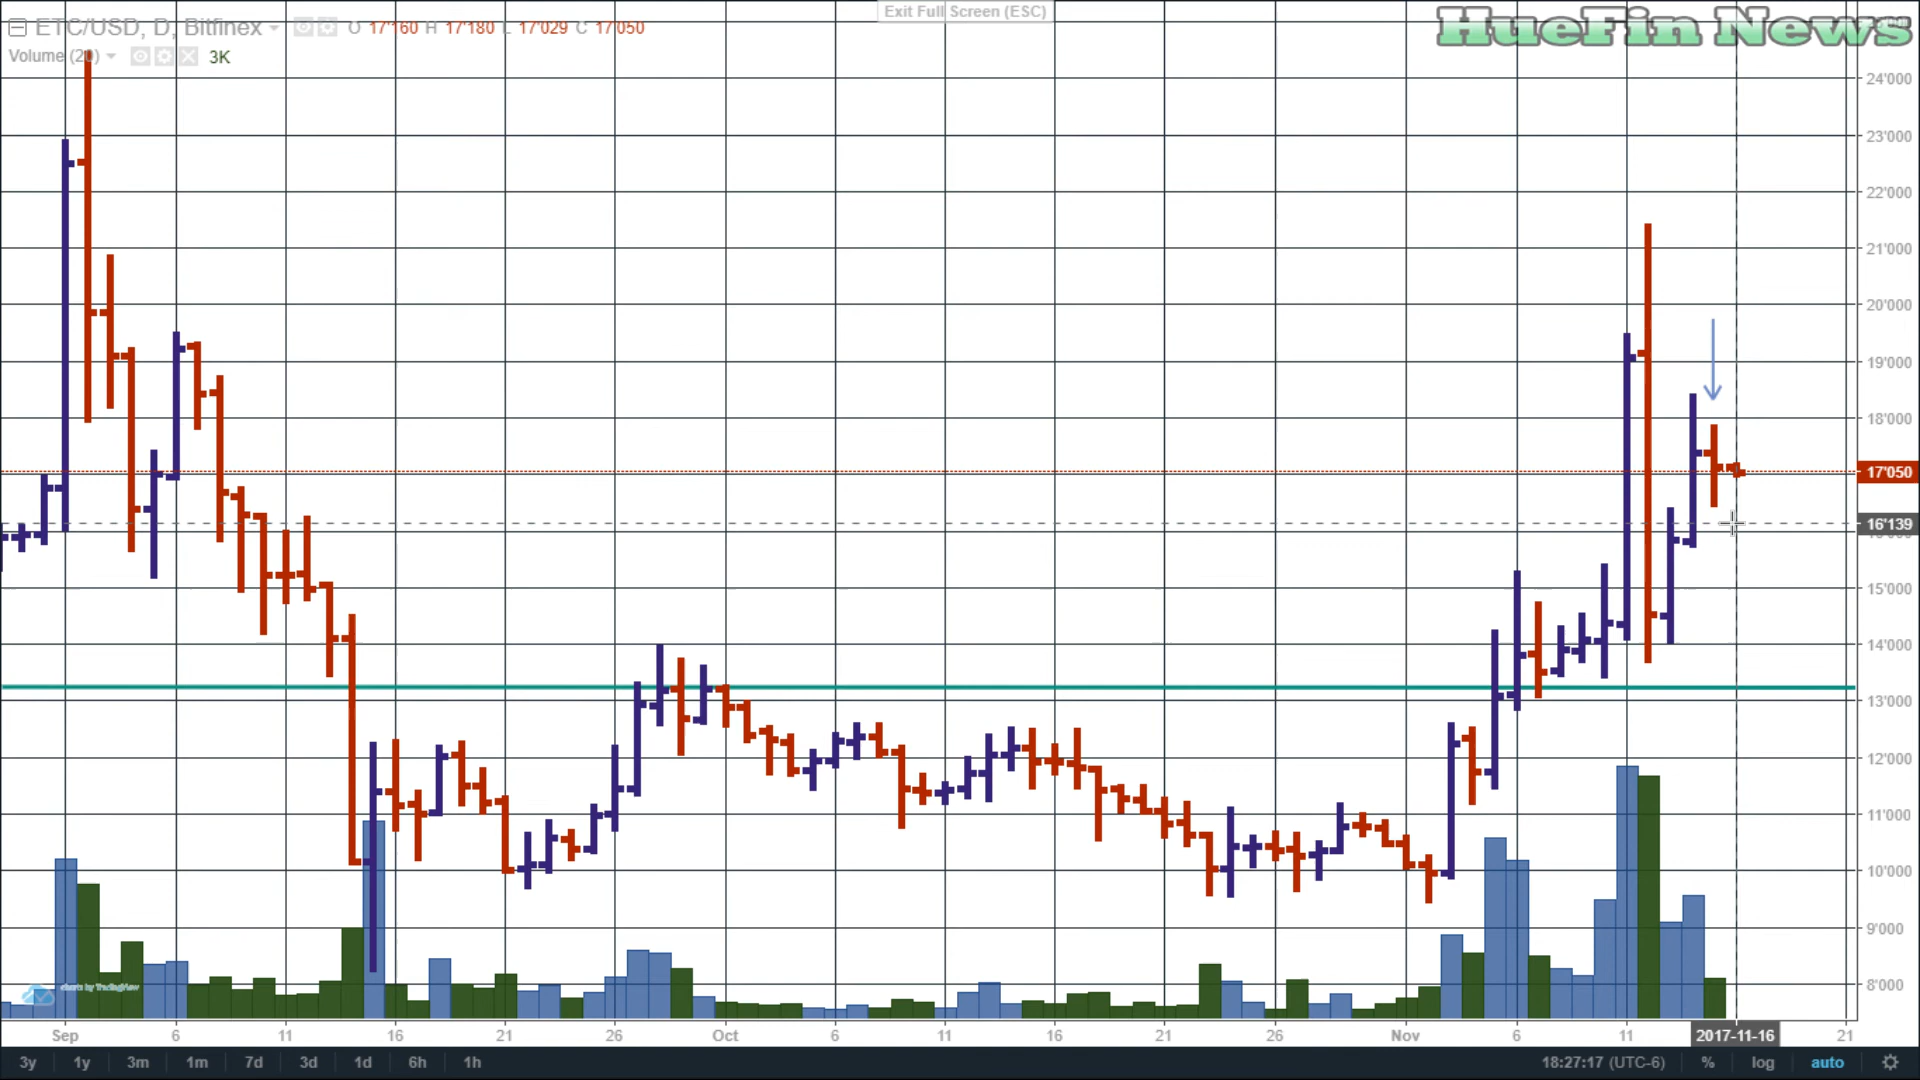 Exit Full Screen (ESC)
HueFin News
ETC/USD, D, Bitfinex O 17'160 H 17'180 L 17'029 C 17'050
Volume (20) 3K
24'000
23'000
22'000
21'000
20'000
19'000
18'000
17'050
16'139
15'000
14'000
13'000
12'000
11'000
10'000
9'000
8'000
charts by TradingView
Sep 6 11 16 21 26 Oct 6 11 16 21 26 Nov 6 11 2017-11-16 21
3y 1y 3m 1m 7d 3d 1d 6h 1h 18:27:17 (UTC-6) % log auto